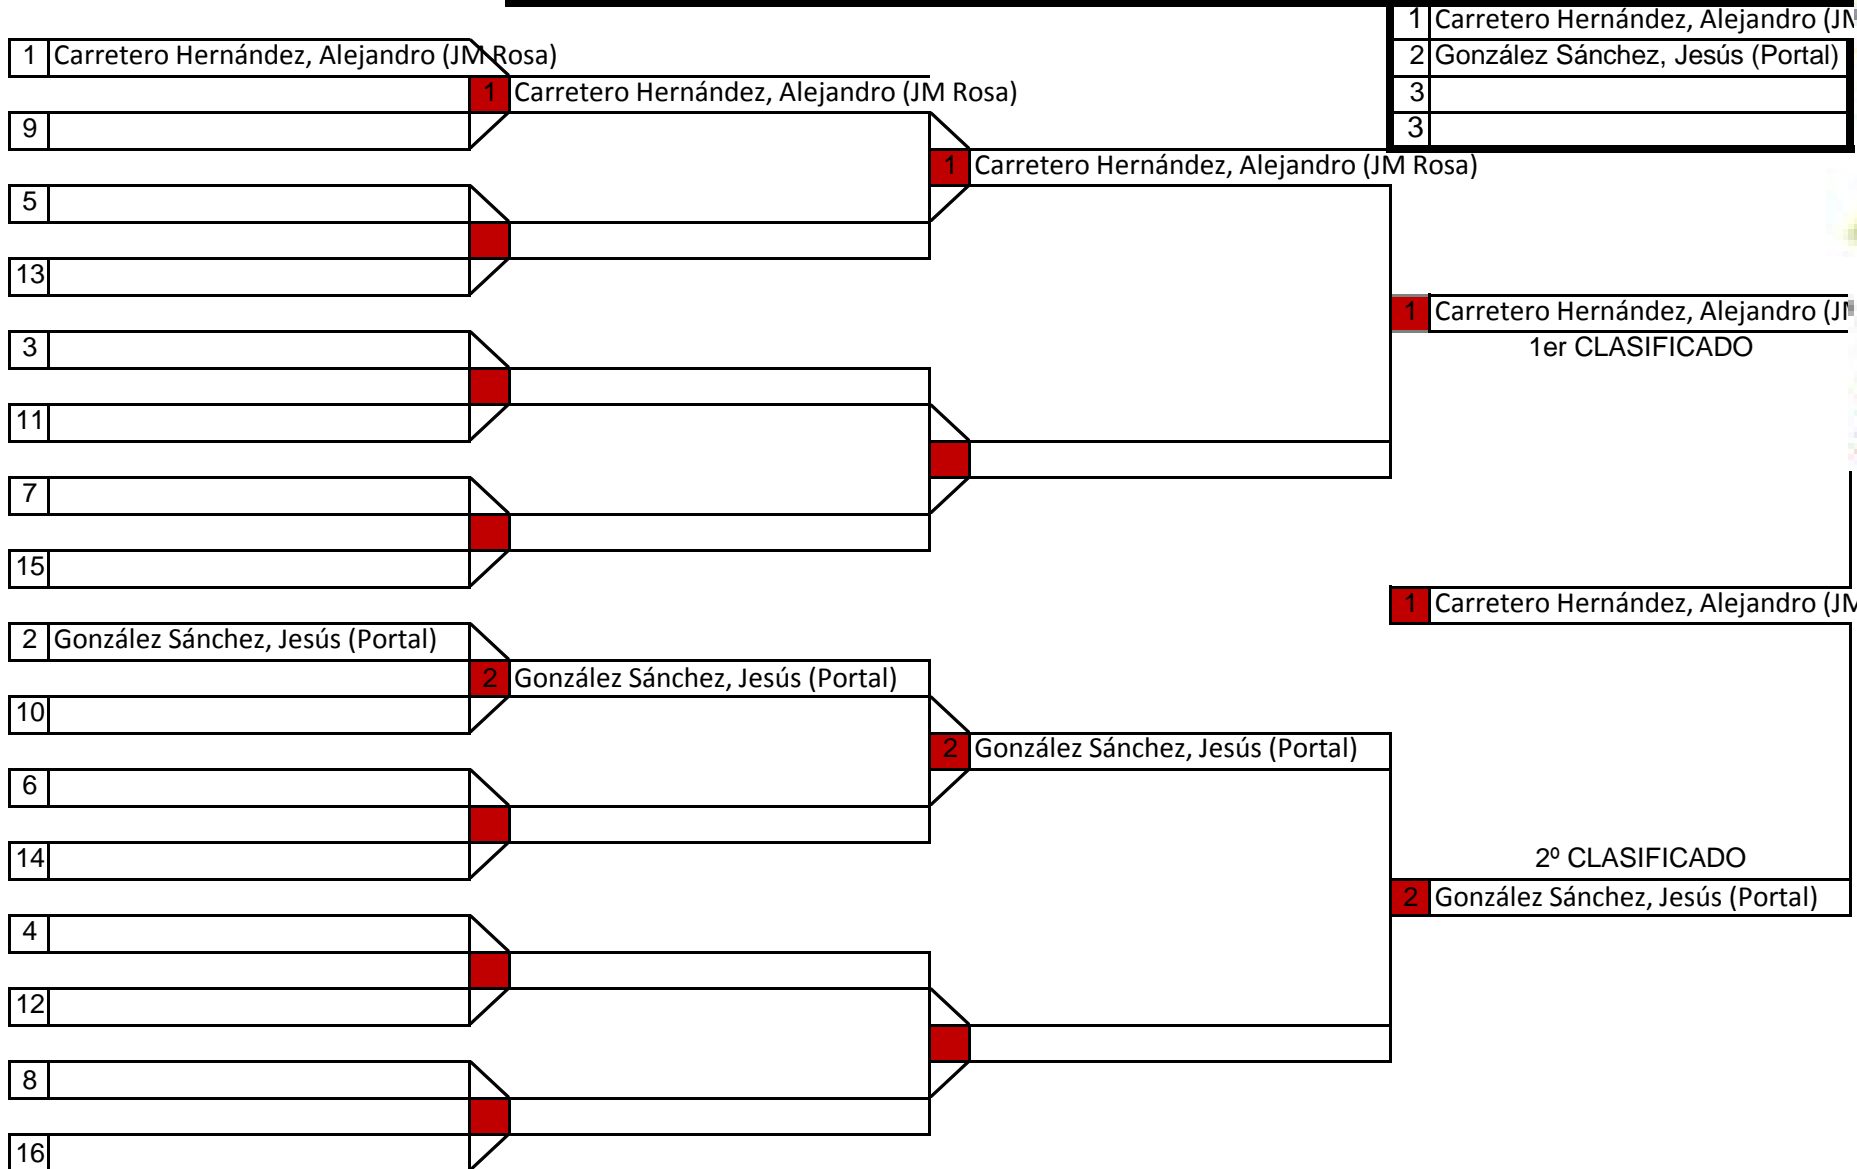 1 Carretero Hernández, Alejandro (JM
1 Carretero Hernández, Alejandro (JM Rosa)
2 González Sánchez, Jesús (Portal)
1 Carretero Hernández, Alejandro (JM Rosa)
3
9
3
1 Carretero Hernández, Alejandro (JM Rosa)
5
13
1 Carretero Hernández, Alejandro (JM
3
1er CLASIFICADO
11
7
15
1 Carretero Hernández, Alejandro (JM
2 González Sánchez, Jesús (Portal)
2 González Sánchez, Jesús (Portal)
10
2 González Sánchez, Jesús (Portal)
6
14
2º CLASIFICADO
2 González Sánchez, Jesús (Portal)
4
12
8
16